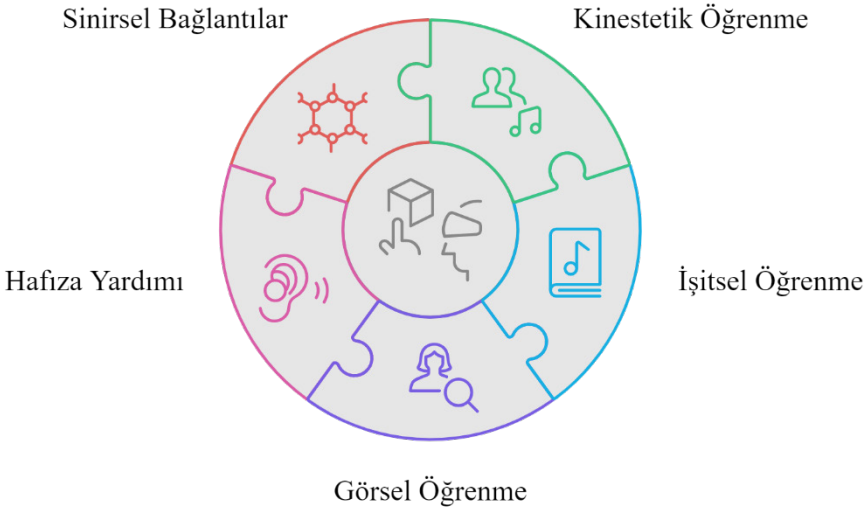 Sinirsel Bağlantılar
Kinestetik Öğrenme
Hafıza Yardımı
İşitsel Öğrenme
Görsel Öğrenme